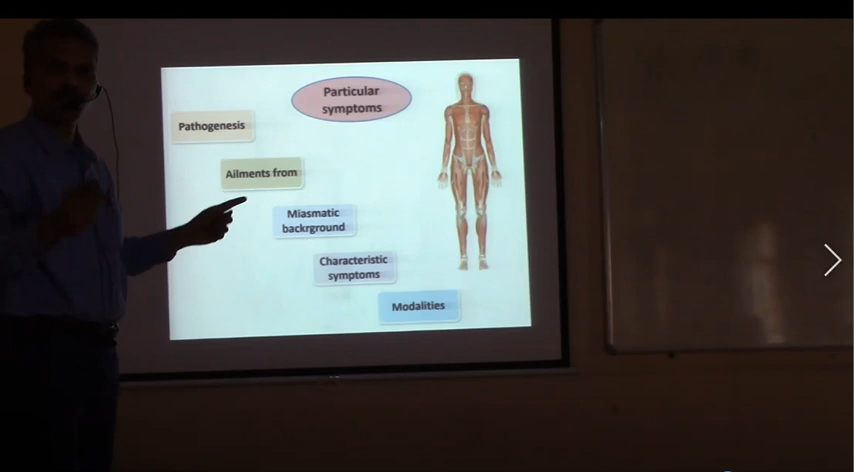 Particular
symptoms
Pathogenesis
Ailments from
Miasmatic
backrground
Characteristic
symptoms
Modalities